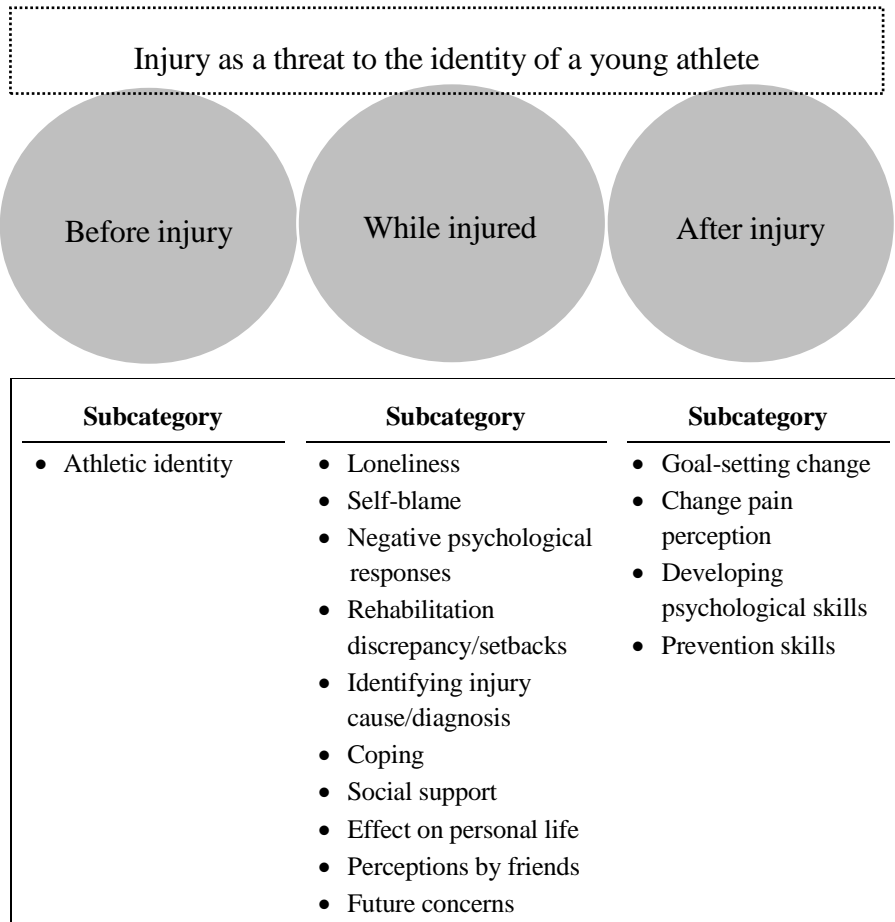 Injury as a threat to the identity of a young athlete
Before injury
While injured
After injury
Subcategory
• Athletic identity
Subcategory
• Loneliness
• Self-blame
• Negative psychological
responses
• Rehabilitation
discrepancy/setbacks
• Identifying injury
cause/diagnosis
• Coping
• Social support
• Effect on personal life
• Perceptions by friends
• Future concerns
Subcategory
• Goal-setting change
• Change pain
perception
• Developing
psychological skills
• Prevention skills